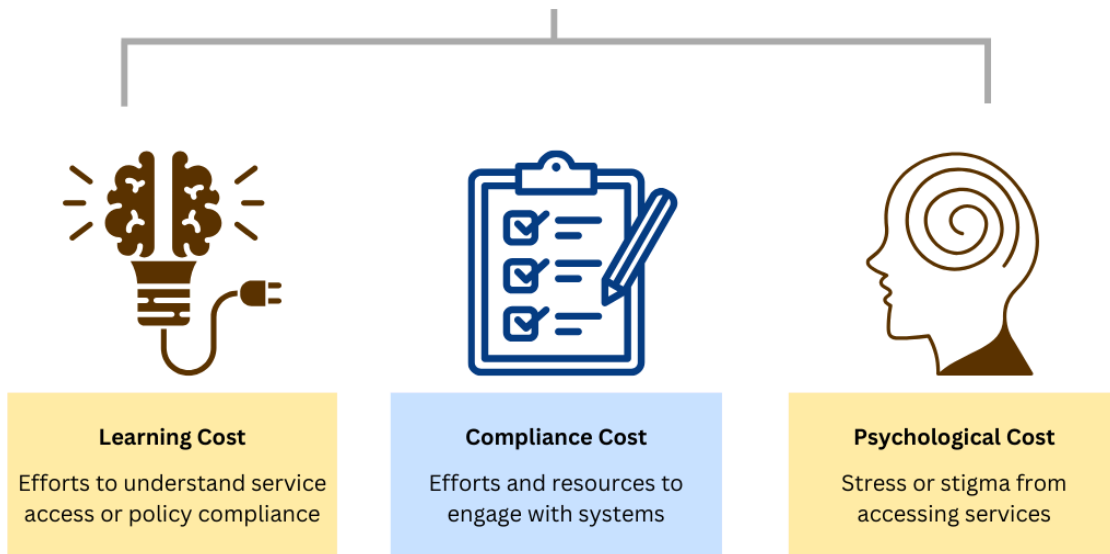 Learning Cost
Efforts to understand service
access or policy compliance
Compliance Cost
Efforts and resources to
engage with systems
Psychological Cost
Stress or stigma from
accessing services